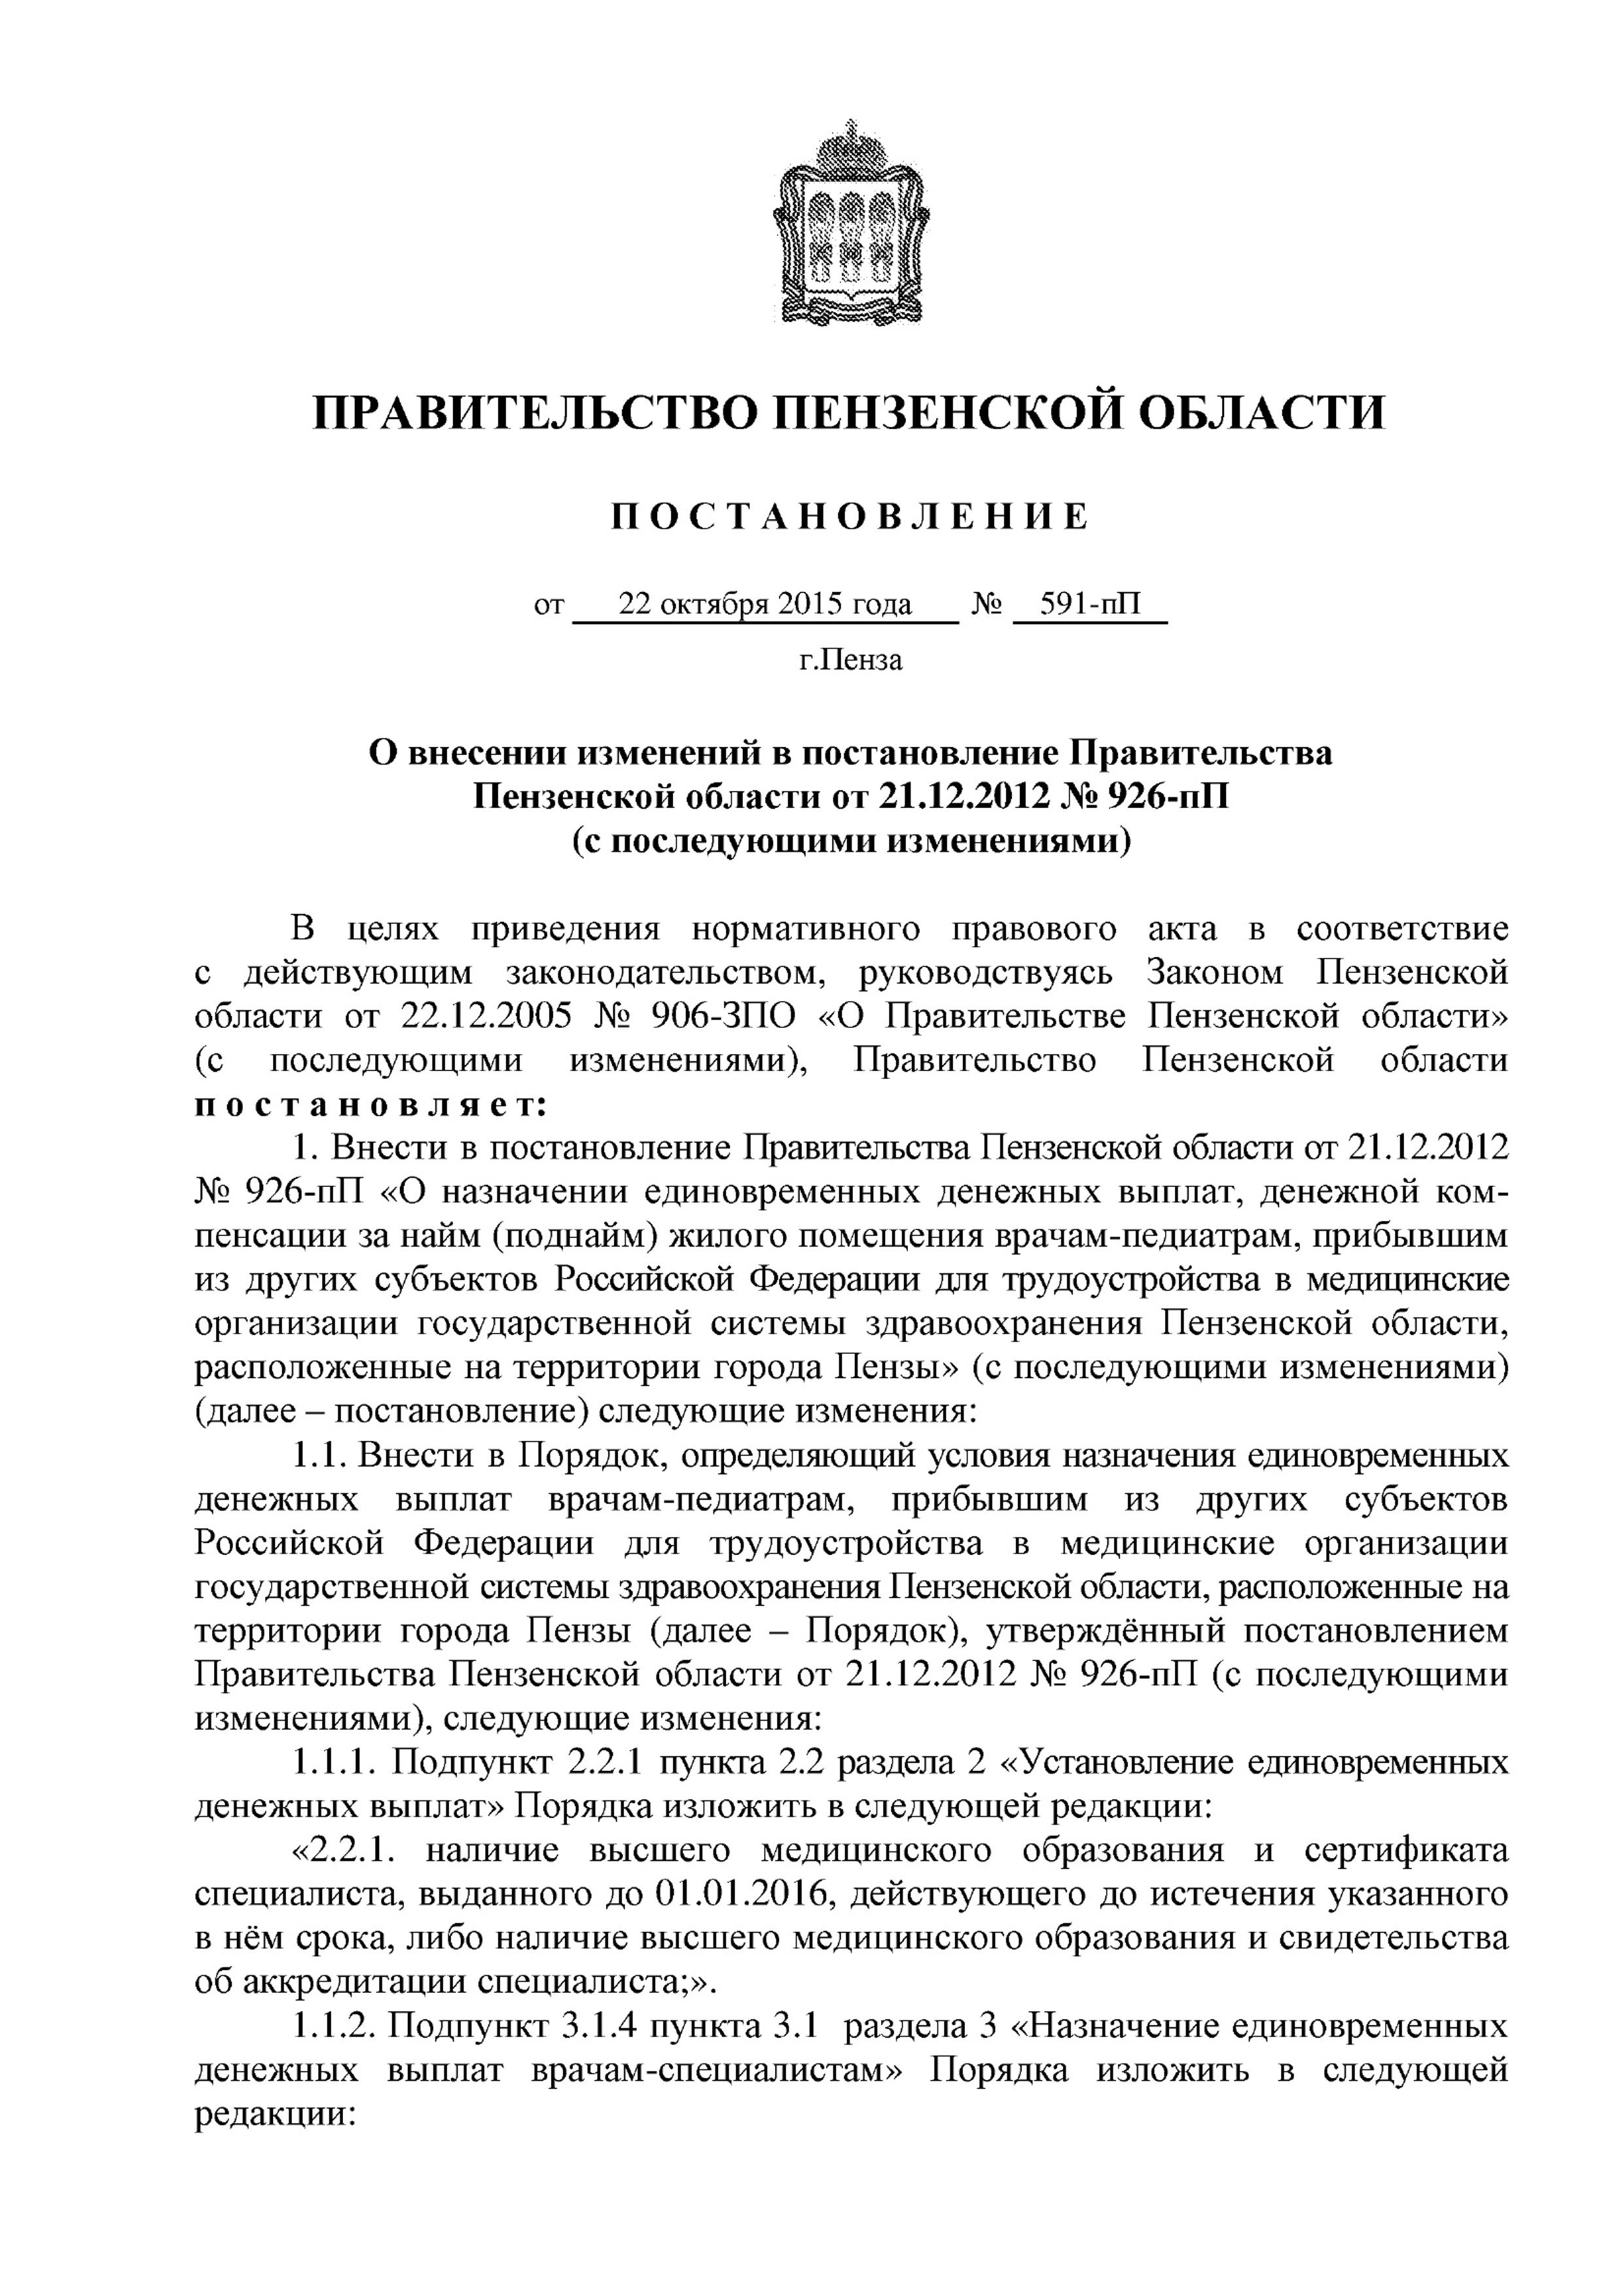 ПРАВИТЕЛЬСТВО ПЕНЗЕНСКОЙ ОБЛАСТИ
П О С Т А Н О В Л Е Н И Е
от 22 октября 2015 года № 591-пП
г.Пенза
О внесении изменений в постановление Правительства
Пензенской области от 21.12.2012 № 926-пП
(с последующими изменениями)
В целях приведения нормативного правового акта в соответствие
с действующим законодательством, руководствуясь Законом Пензенской
области от 22.12.2005 № 906-ЗПО «О Правительстве Пензенской области»
(с последующими изменениями), Правительство Пензенской области
п о с т а н о в л я е т:
1. Внести в постановление Правительства Пензенской области от 21.12.2012
№ 926-пП «О назначении единовременных денежных выплат, денежной ком-
пенсации за найм (поднайм) жилого помещения врачам-педиатрам, прибывшим
из других субъектов Российской Федерации для трудоустройства в медицинские
организации государственной системы здравоохранения Пензенской области,
расположенные на территории города Пензы» (с последующими изменениями)
(далее – постановление) следующие изменения:
1.1. Внести в Порядок, определяющий условия назначения единовременных
денежных выплат врачам-педиатрам, прибывшим из других субъектов
Российской Федерации для трудоустройства в медицинские организации
государственной системы здравоохранения Пензенской области, расположенные на
территории города Пензы (далее – Порядок), утверждённый постановлением
Правительства Пензенской области от 21.12.2012 № 926-пП (с последующими
изменениями), следующие изменения:
1.1.1. Подпункт 2.2.1 пункта 2.2 раздела 2 «Установление единовременных
денежных выплат» Порядка изложить в следующей редакции:
«2.2.1. наличие высшего медицинского образования и сертификата
специалиста, выданного до 01.01.2016, действующего до истечения указанного
в нём срока, либо наличие высшего медицинского образования и свидетельства
об аккредитации специалиста;».
1.1.2. Подпункт 3.1.4 пункта 3.1 раздела 3 «Назначение единовременных
денежных выплат врачам-специалистам» Порядка изложить в следующей
редакции: